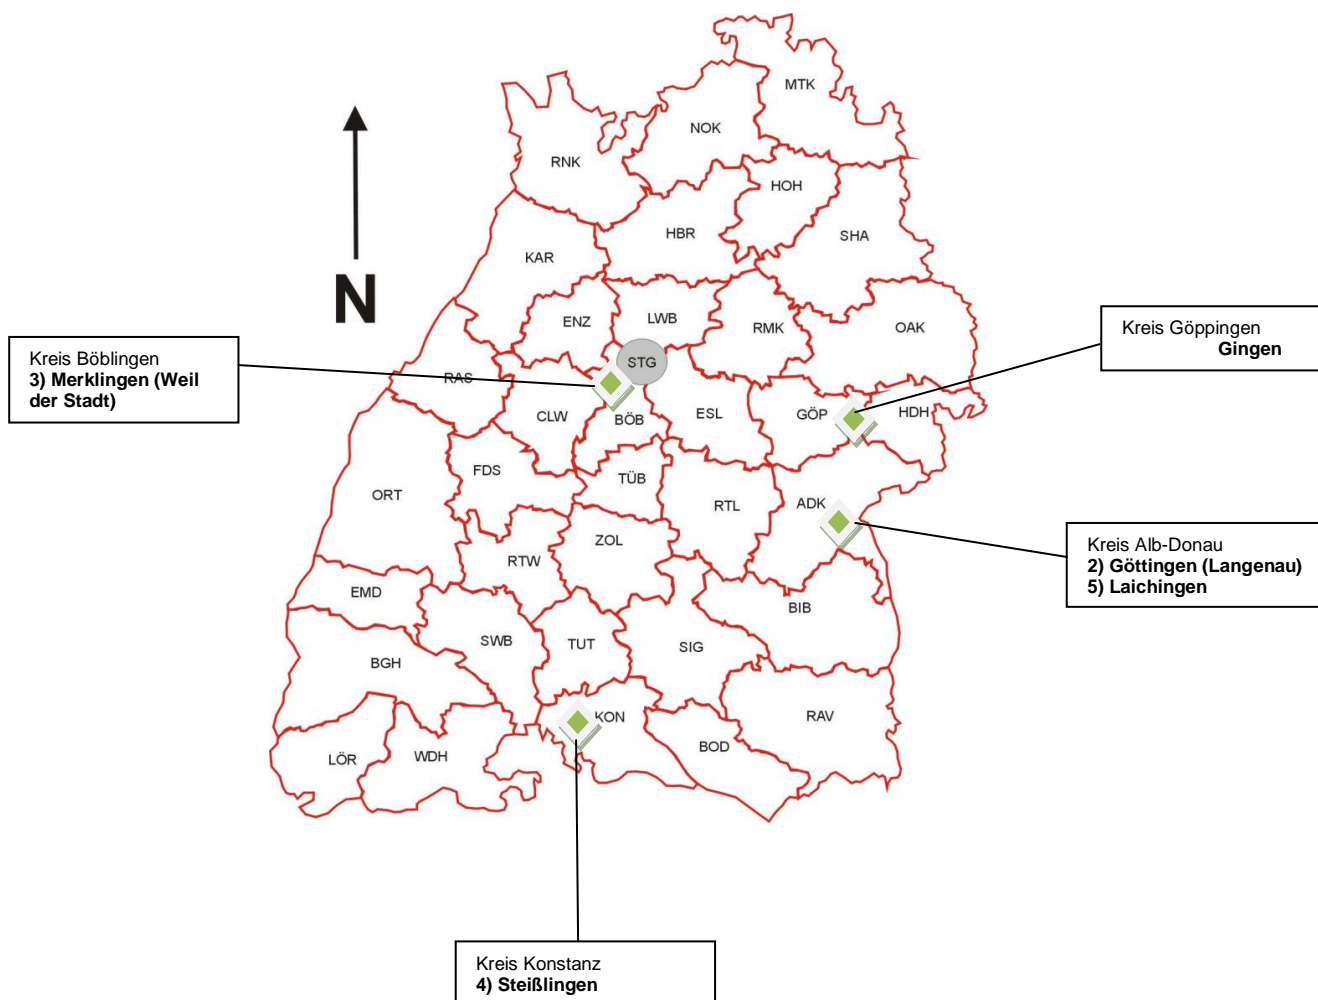 MTK
NOK
RNK
HOH
HBR
SHA
KAR
N
ENZ
LWB
RMK
OAK
STG
Kreis Göppingen
Gingen
Kreis Böblingen
3) Merklingen (Weil
der Stadt)
RAS
CLW
BÖB
ESL
GÖP
HDH
FDS
TÜB
ORT
RTL
ADK
ZOL
RTW
Kreis Alb-Donau
2) Göttingen (Langenau)
5) Laichingen
EMD
BIB
SWB
TUT
SIG
BGH
KON
RAV
BOD
LÖR
WDH
Kreis Konstanz
4) Steißlingen